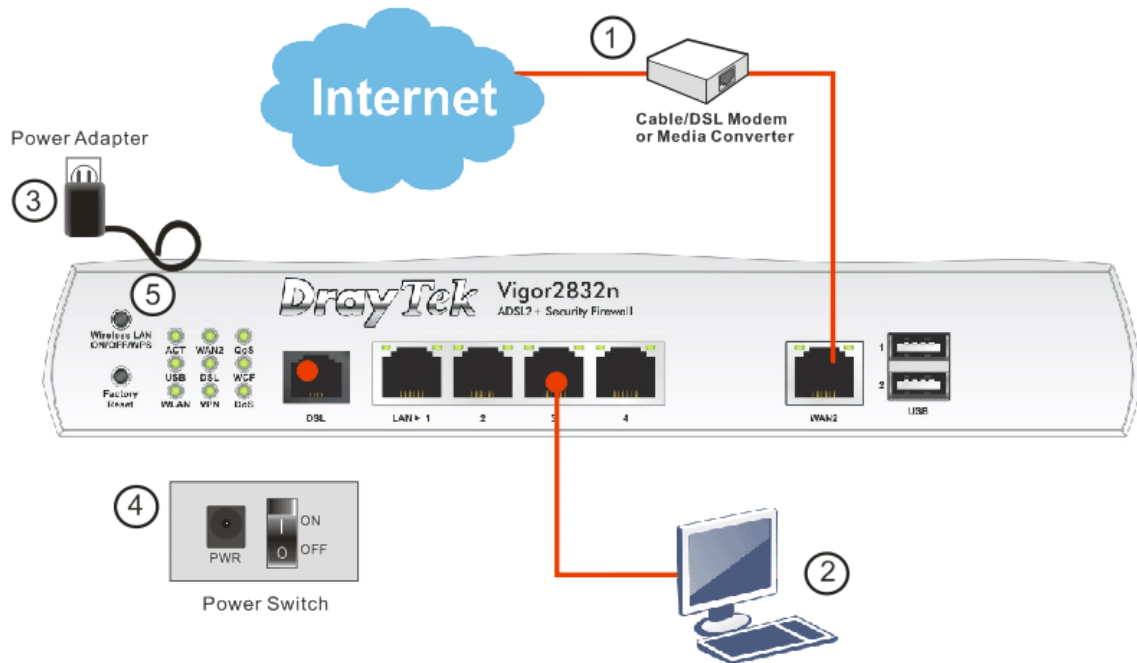 Internet
1
Cable/DSL Modem
or Media Converter
Power Adapter
3
5
DrayTek
Vigor2832n
ADSL2+ Security Firewall
Wireless LAN
ON/OFF/WPS
Factory
Reset
ACT WAN2 QoS
USB DSL WCF
WLAN VPN DoS
DSL
LAN ▶ 1 2 3 4
WAN2
1
2
USB
4
PWR
I ON
O OFF
Power Switch
2